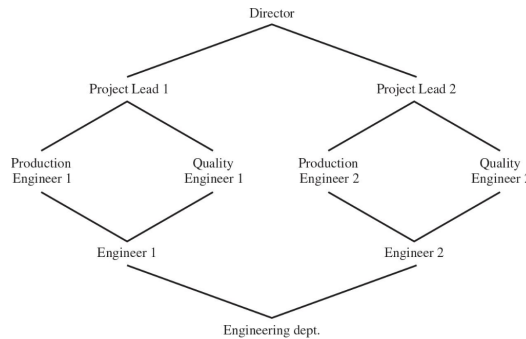 Director
Project Lead 1
Project Lead 2
Production
Engineer 1
Quality
Engineer 1
Production
Engineer 2
Quality
Engineer
Engineer 1
Engineer 2
Engineering dept.